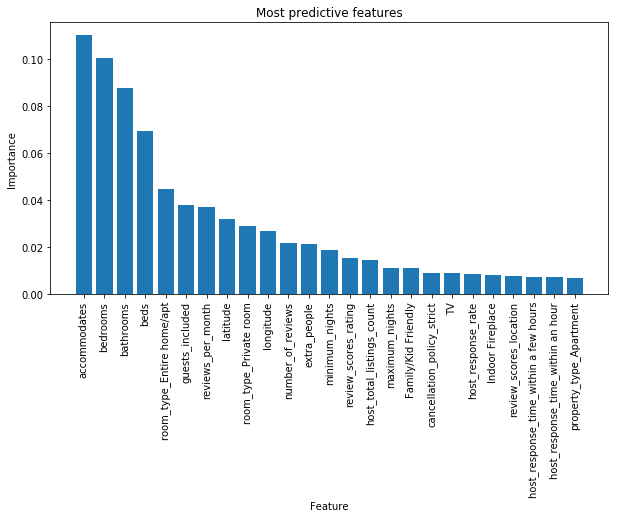 Most predictive features
Importance
0.10
0.08
0.06
0.04
0.02
0.00
accommodates
bedrooms
bathrooms
beds
room_type_Entire home/apt
guests_included
reviews_per_month
latitude
room_type_Private room
longitude
number_of_reviews
extra_people
minimum_nights
review_scores_rating
host_total_listings_count
maximum_nights
Family/Kid Friendly
cancellation_policy_strict
TV
host_response_rate
Indoor Fireplace
review_scores_location
host_response_time_within a few hours
host_response_time_within an hour
property_type_Apartment
Feature